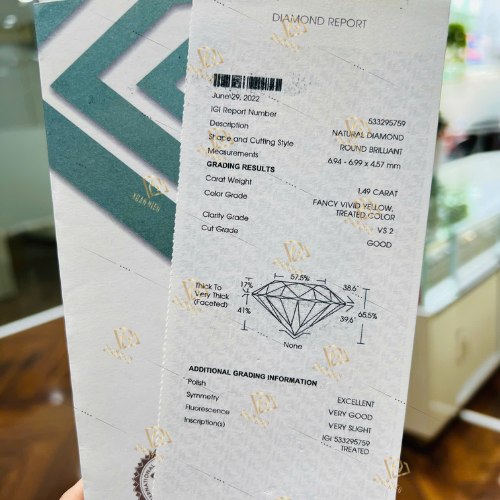 DIAMOND REPORT
June 29, 2022
IGI Report Number 533295759
Description NATURAL DIAMOND
Shape and Cutting Style ROUND BRILLIANT
Measurements 6.94 - 6.99 x 4.57 mm
GRADING RESULTS
Carat Weight 1.49 CARAT
Color Grade FANCY VIVID YELLOW,
TREATED COLOR
Clarity Grade VS 2
Cut Grade GOOD
57.5%
17%
38.6°
Thick To
Very Thick
(Faceted)
41%
39.6°
65.5%
None
ADDITIONAL GRADING INFORMATION
Polish EXCELLENT
Symmetry VERY GOOD
Fluorescence VERY SLIGHT
Inscription(s) IGI 533295759
TREATED